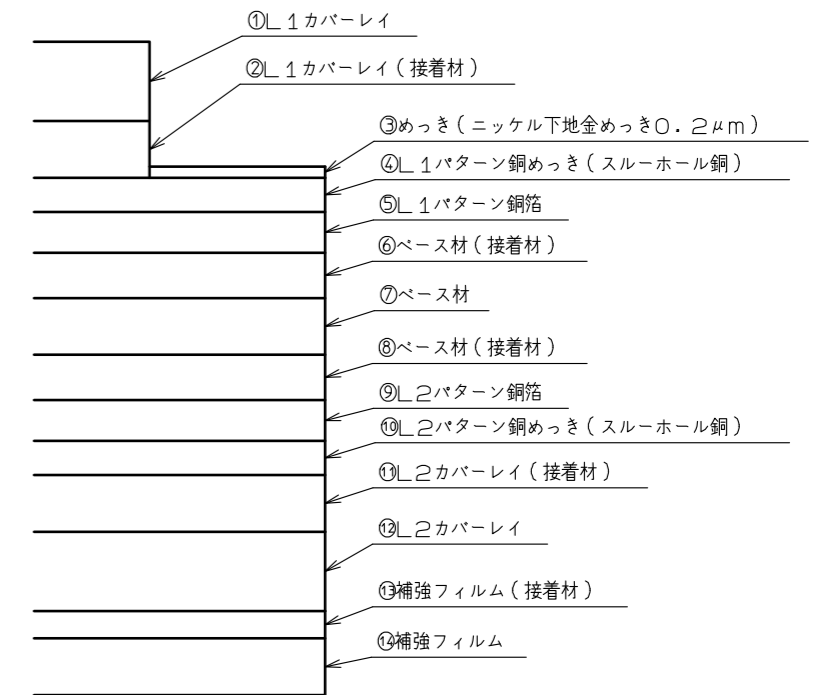 ①L1カバーレイ
②L1カバーレイ(接着材)
③めっき(ニッケル下地金めっき0.2μm)
④L1パターン銅めっき(スルーホール銅)
⑤L1パターン銅箔
⑥ベース材(接着材)
⑦ベース材
⑧ベース材(接着材)
⑨L2パターン銅箔
⑩L2パターン銅めっき(スルーホール銅)
⑪L2カバーレイ(接着材)
⑫L2カバーレイ
⑬補強フィルム(接着材)
⑭補強フィルム